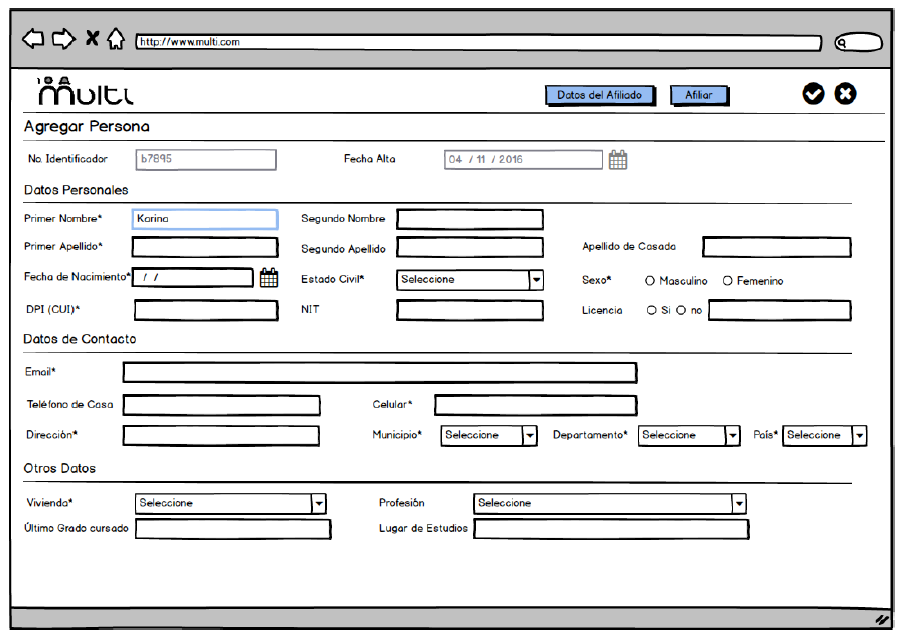 http://www.multi.com
multi
Datos del Afiliado Afiliar
Agregar Persona
No. Identificador b7895 Fecha Alta 04 / 11 / 2016
Datos Personales
Primer Nombre* Karina Segundo Nombre
Primer Apellido* Segundo Apellido Apellido de Casada
Fecha de Nacimiento* / / Estado Civil* Seleccione Sexo* Masculino Femenino
DPI (CUI)* NIT Licencia Si no
Datos de Contacto
Email*
Teléfono de Casa Celular*
Dirección* Municipio* Seleccione Departamento* Seleccione País* Seleccione
Otros Datos
Vivienda* Seleccione Profesión Seleccione
Último Grado cursado Lugar de Estudios